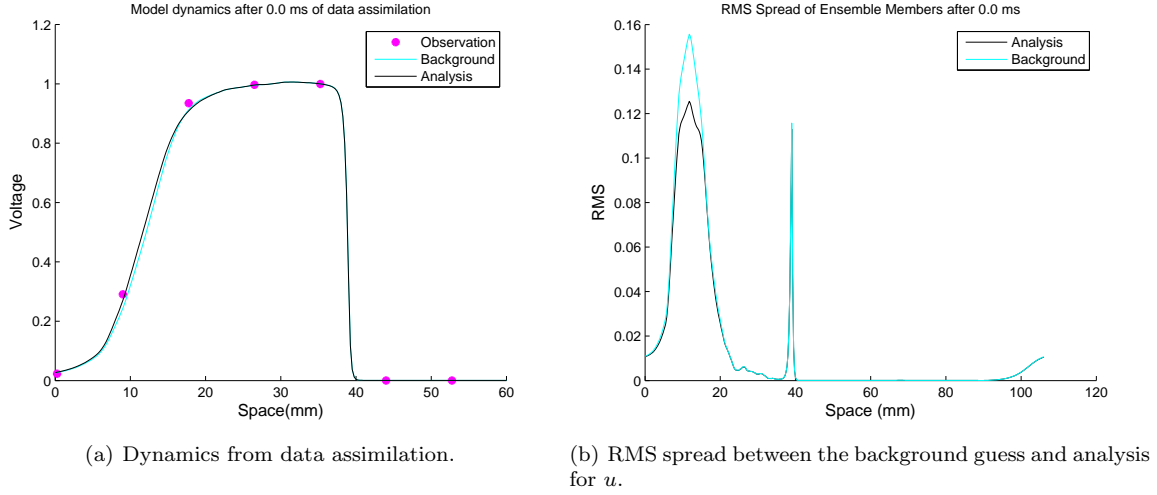 Model dynamics after 0.0 ms of data assimilation
1.2
1
0.8
0.6
0.4
0.2
0
Voltage
0 10 20 30 40 50 60
Space(mm)
Observation
Background
Analysis
(a) Dynamics from data assimilation.
RMS Spread of Ensemble Members after 0.0 ms
0.16
0.14
0.12
0.1
0.08
0.06
0.04
0.02
0
RMS
0 20 40 60 80 100 120
Space (mm)
Analysis
Background
(b) RMS spread between the background guess and analysis
for u.